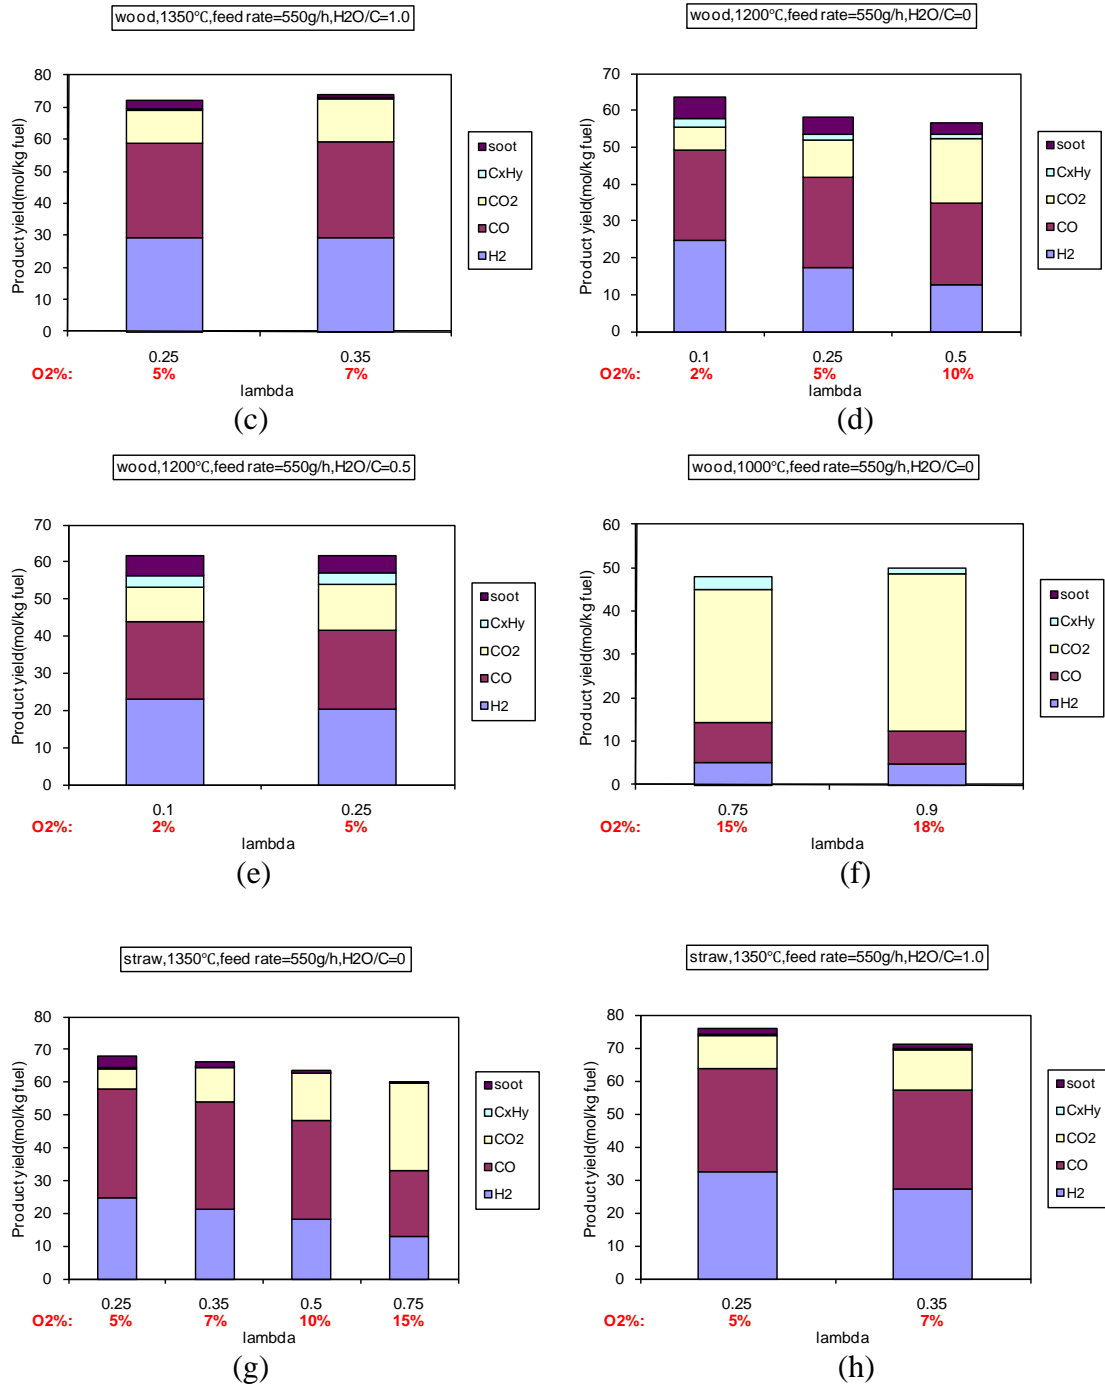 wood,1350℃,feed rate=550g/h,H2O/C=1.0
Product yield(mol/kg fuel)
80
70
60
50
40
30
20
10
0
0.25 0.35
O2%: 5% 7%
lambda
soot
CxHy
CO2
CO
H2
(c)
wood,1200℃,feed rate=550g/h,H2O/C=0
Product yield(mol/kg fuel)
70
60
50
40
30
20
10
0
0.1 0.25 0.5
O2%: 2% 5% 10%
lambda
soot
CxHy
CO2
CO
H2
(d)
wood,1200℃,feed rate=550g/h,H2O/C=0.5
Product yield(mol/kg fuel)
70
60
50
40
30
20
10
0
0.1 0.25
O2%: 2% 5%
lambda
soot
CxHy
CO2
CO
H2
(e)
wood,1000℃,feed rate=550g/h,H2O/C=0
Product yield(mol/kg fuel)
60
50
40
30
20
10
0
0.75 0.9
O2%: 15% 18%
lambda
soot
CxHy
CO2
CO
H2
(f)
straw,1350℃,feed rate=550g/h,H2O/C=0
Product yield(mol/kg fuel)
80
70
60
50
40
30
20
10
0
0.25 0.35 0.5 0.75
O2%: 5% 7% 10% 15%
lambda
soot
CxHy
CO2
CO
H2
(g)
straw,1350℃,feed rate=550g/h,H2O/C=1.0
Product yield(mol/kg fuel)
80
70
60
50
40
30
20
10
0
0.25 0.35
O2%: 5% 7%
lambda
soot
CxHy
CO2
CO
H2
(h)